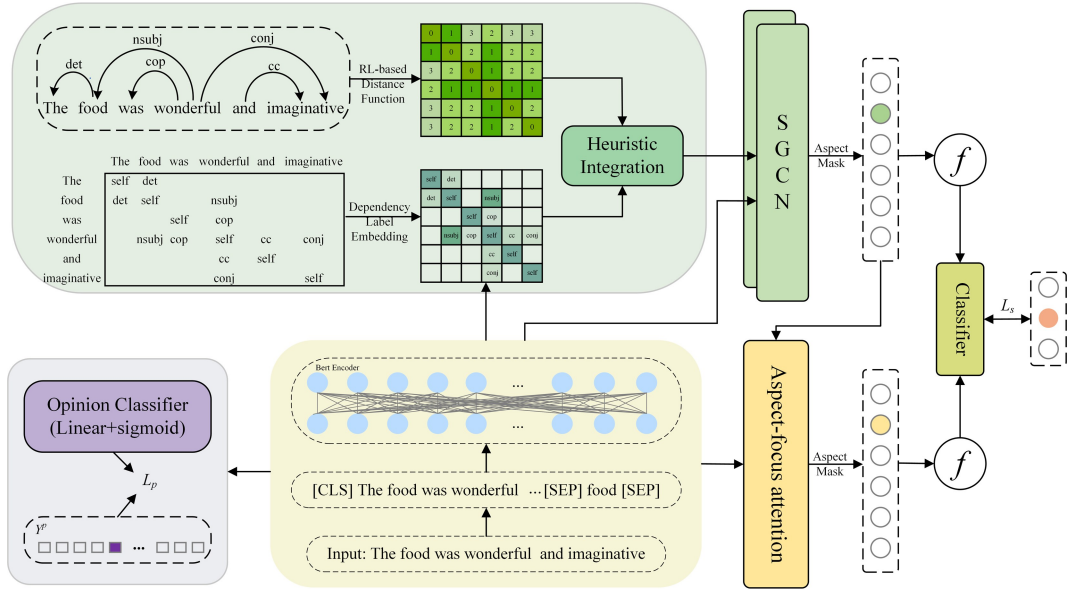 nsubj
conj
det
cop
cc
The food was wonderful and imaginative
RL-based
Distance
Function
0 1 3 2 3 3
1 0 2 1 2 2
3 2 0 1 2 2
2 1 1 0 1 1
3 2 2 1 0 2
3 2 2 1 2 0
The food was wonderful and imaginative
The self det
food det self nsubj
was self cop
wonderful nsubj cop self cc conj
and cc self
imaginative conj self
Dependency
Label
Embedding
self det
det self nsubj
self cop
nsubj cop self cc conj
cc self
conj self
Heuristic
Integration
S
G
C
N
Aspect
Mask
f
Classifier
Ls
Opinion Classifier
(Linear+sigmoid)
Lp
Yp
...
Bert Encoder
...
...
[CLS] The food was wonderful ...[SEP] food [SEP]
Input: The food was wonderful and imaginative
Aspect-focus attention
Aspect
Mask
f